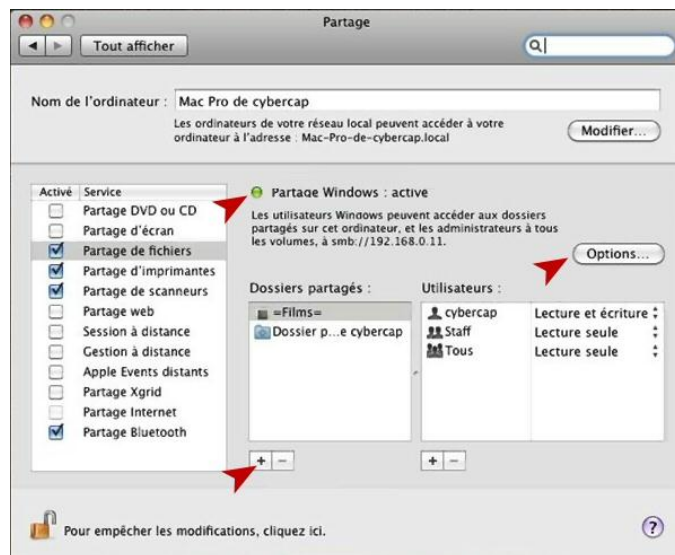 Partage
Tout afficher
Nom de l'ordinateur : Mac Pro de cybercap
Les ordinateurs de votre réseau local peuvent accéder à votre
ordinateur à l'adresse : Mac-Pro-de-cybercap.local
Modifier...
Activé Service
Partage DVD ou CD
Partage d'écran
Partage de fichiers
Partage d'imprimantes
Partage de scanneurs
Partage web
Session à distance
Gestion à distance
Apple Events distants
Partage Xgrid
Partage Internet
Partage Bluetooth
Partage Windows : active
Les utilisateurs Windows peuvent accéder aux dossiers
partagés sur cet ordinateur, et les administrateurs à tous
les volumes, à smb://192.168.0.11.
Options...
Dossiers partagés :
=Films=
Dossier p...e cybercap
+ −
Utilisateurs :
cybercap Lecture et écriture
Staff Lecture seule
Tous Lecture seule
+ −
Pour empêcher les modifications, cliquez ici.
?